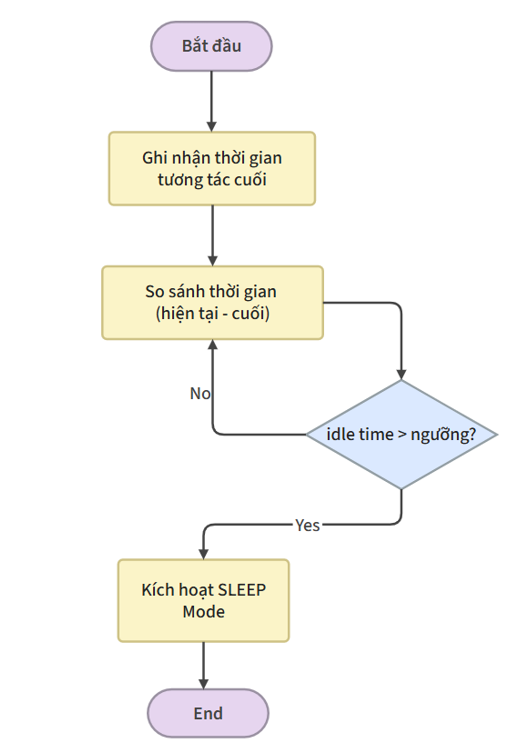 Bắt đầu
Ghi nhận thời gian
tương tác cuối
So sánh thời gian
(hiện tại - cuối)
No
idle time > ngưỡng?
Yes
Kích hoạt SLEEP
Mode
End